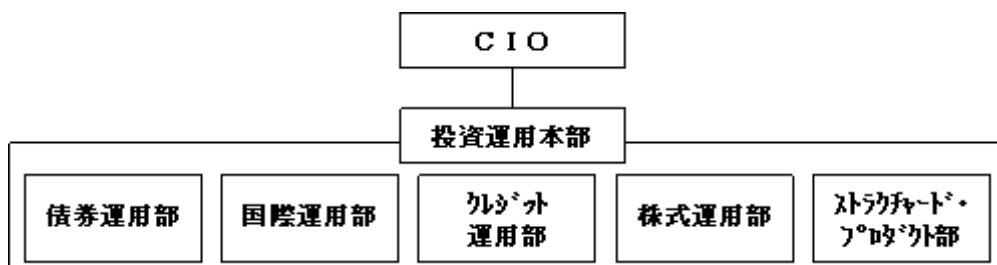 ＣＩＯ
投資運用本部
債券運用部
国際運用部
ｸﾚｼﾞｯﾄ
運用部
株式運用部
ｽﾄﾗｸﾁｬｰﾄﾞ･
ﾌﾟﾛﾀﾞｸﾄ部